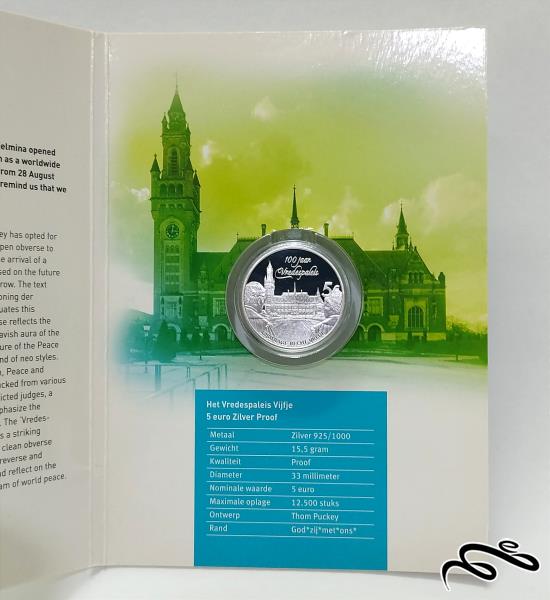 elmina opened
as a worldwide
rom 28 August
remind us that we
ey has opted for
pen obverse to
e arrival of a
sed on the future
row. The text
oning der
uates this
se reflects the
avish aura of the
ure of the Peace
nd of neo styles.
n, Peace and
cked from various
icted judges, a
phasize the
. The 'Vredes-
s a striking
clean obverse
reverse and
nd reflect on the
am of world peace.
100 jaar
Vredespaleis
5
Het Vredespaleis Vijfje
5 euro Zilver Proof
Metaal Zilver 925/1000
Gewicht 15,5 gram
Kwaliteit Proof
Diameter 33 millimeter
Nominale waarde 5 euro
Maximale oplage 12.500 stuks
Ontwerp Thom Puckey
Rand God*zij*met*ons*